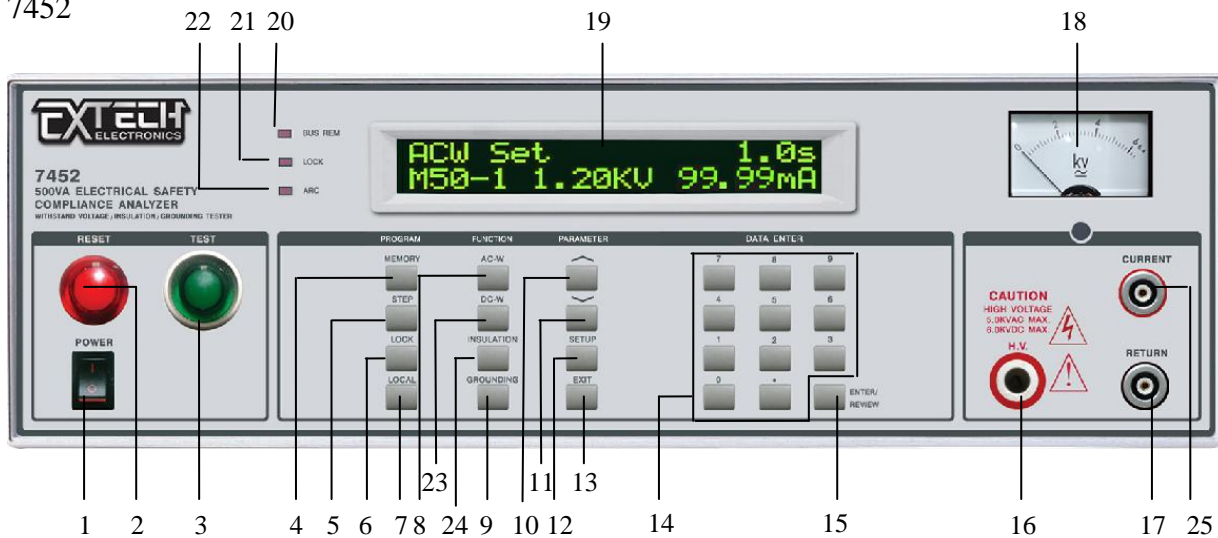 7452
22 21 20 19 18
EXTECH
ELECTRONICS
7452
500VA ELECTRICAL SAFETY
COMPLIANCE ANALYZER
WITHSTAND VOLTAGE / INSULATION / GROUNDING TESTER
BUS REM
LOCK
ARC
ACW Set 1.0s
M50-1 1.20KV 99.99mA
0 2 4 6
kv
RESET TEST
POWER
PROGRAM FUNCTION PARAMETER DATA ENTER
MEMORY AC-W 7 8 9
STEP DC-W 4 5 6
LOCK INSULATION SETUP 1 2 3
LOCAL GROUNDING EXIT 0 •
ENTER/
REVIEW
CAUTION
HIGH VOLTAGE
5.0KVAC MAX.
6.0KVDC MAX.
H.V.
CURRENT
RETURN
1 2 3 4 5 6 7 8 23 24 9 10 11 12 13 14 15 16 17 25